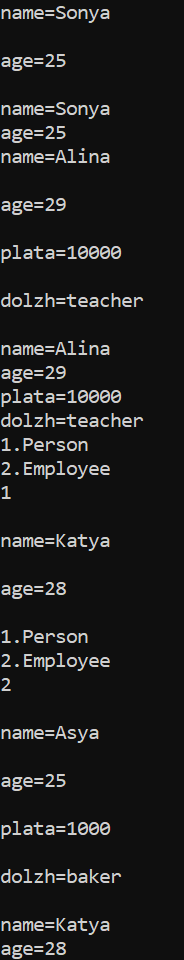 name=Sonya
age=25
name=Sonya
age=25
name=Alina
age=29
plata=10000
dolzh=teacher
name=Alina
age=29
plata=10000
dolzh=teacher
1.Person
2.Employee
1
name=Katya
age=28
1.Person
2.Employee
2
name=Asya
age=25
plata=1000
dolzh=baker
name=Katya
age=28